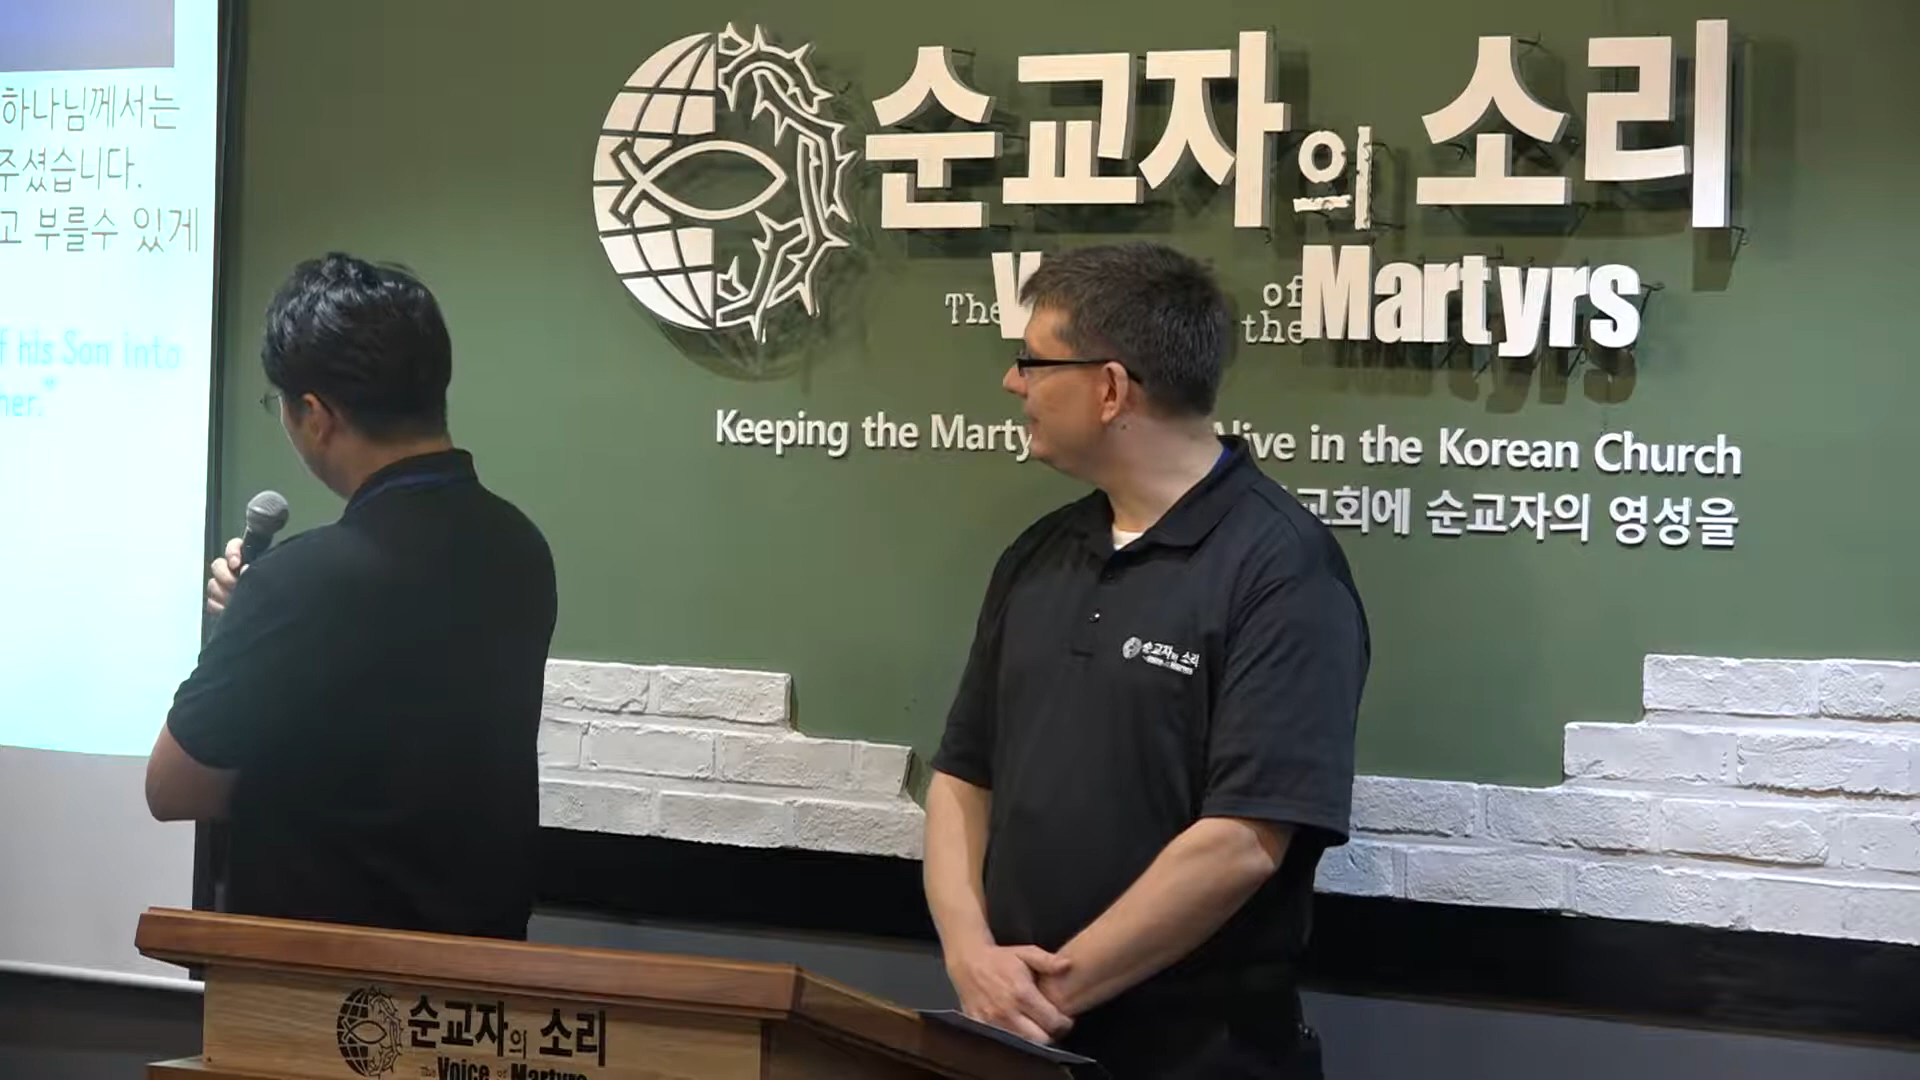 하나님께서는
주셨습니다.
고 부를수 있게
f his Son into
her."
순교자의 소리
The V of the Martyrs
Keeping the Marty Alive in the Korean Church
교회에 순교자의 영성을
순교자의 소리
순교자의 소리
The Voice of Martyrs